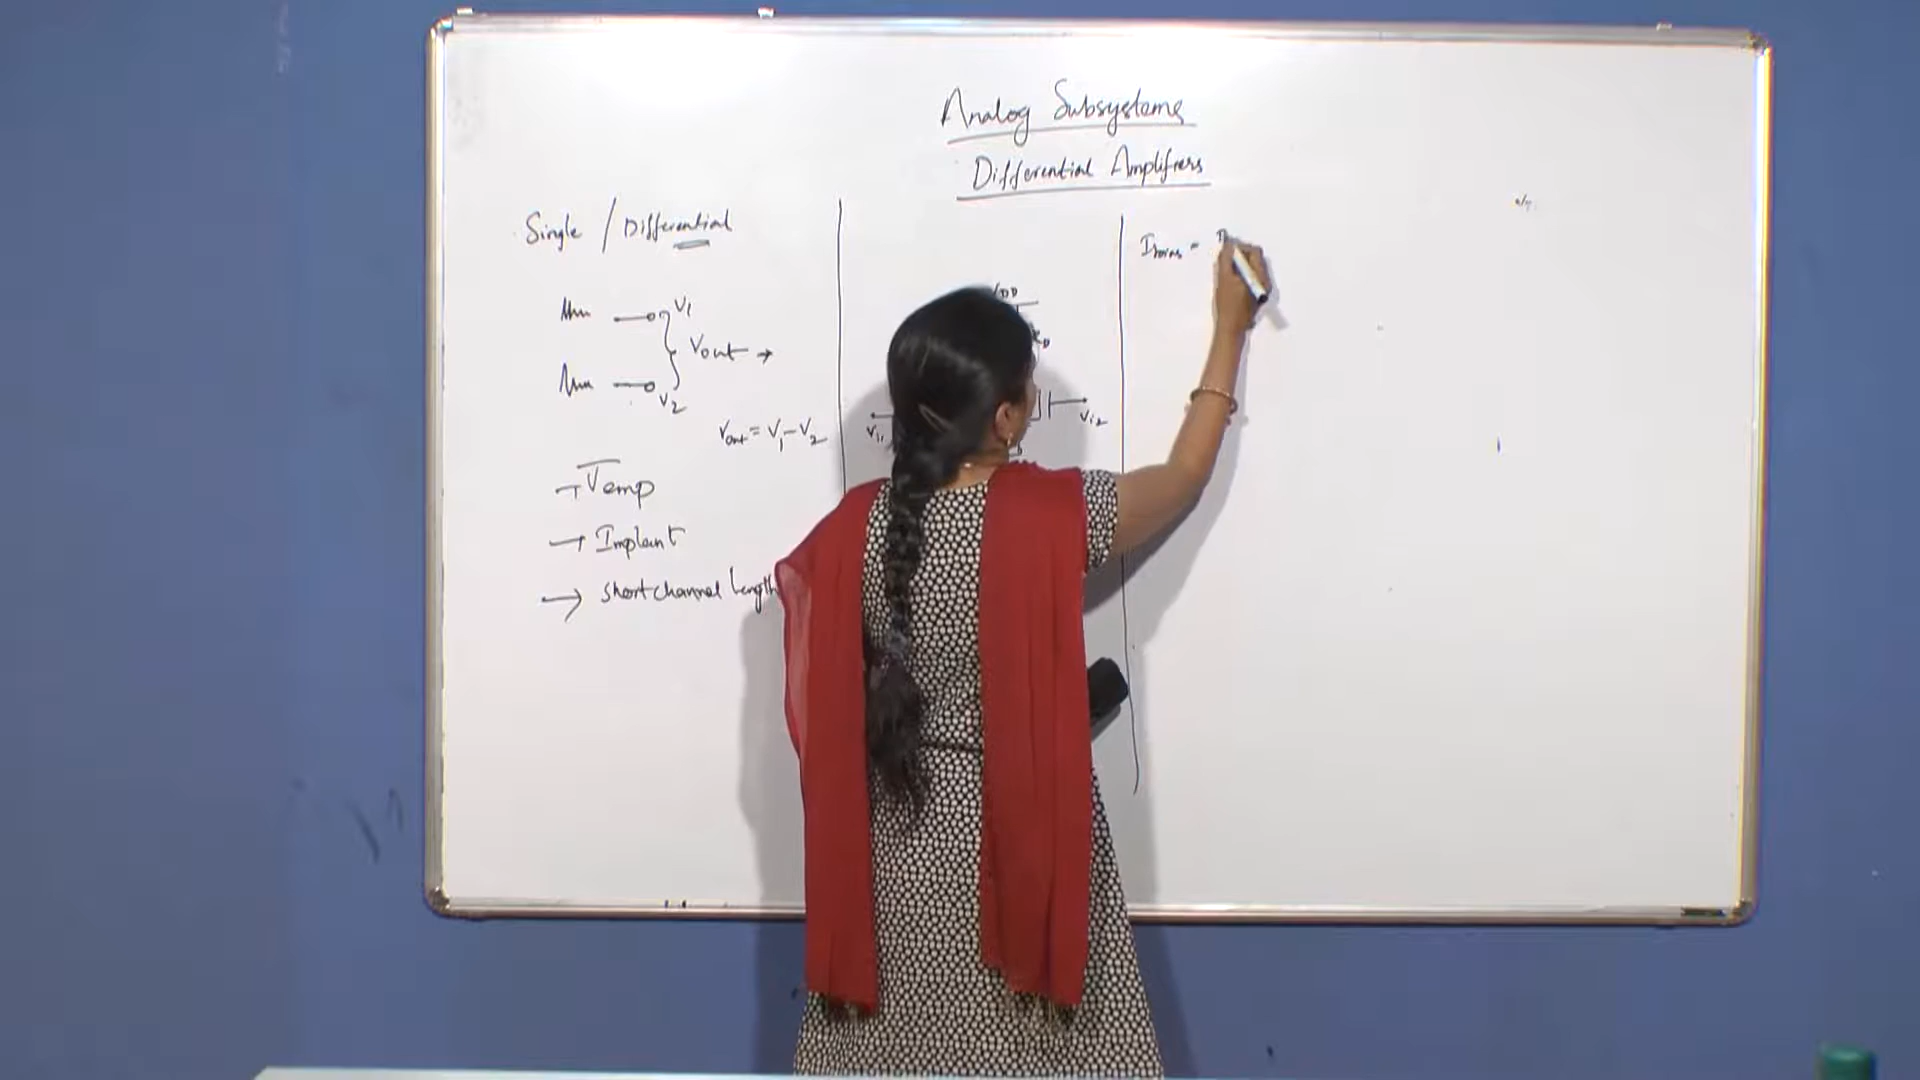 Analog Subsystems
Differential Amplifiers
Single / Differential
V1
Vout →
V2
Vout = V1 - V2
→ Temp
→ Implant
→ short channel length
VDD
Vi1
Vi2
Ibias =